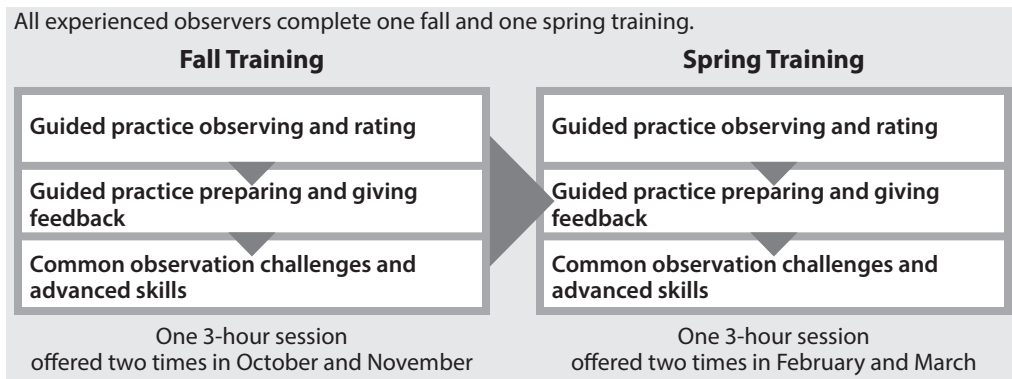 All experienced observers complete one fall and one spring training.
Fall Training
Guided practice observing and rating
Guided practice preparing and giving
feedback
Common observation challenges and
advanced skills
One 3-hour session
offered two times in October and November
Spring Training
Guided practice observing and rating
Guided practice preparing and giving
feedback
Common observation challenges and
advanced skills
One 3-hour session
offered two times in February and March